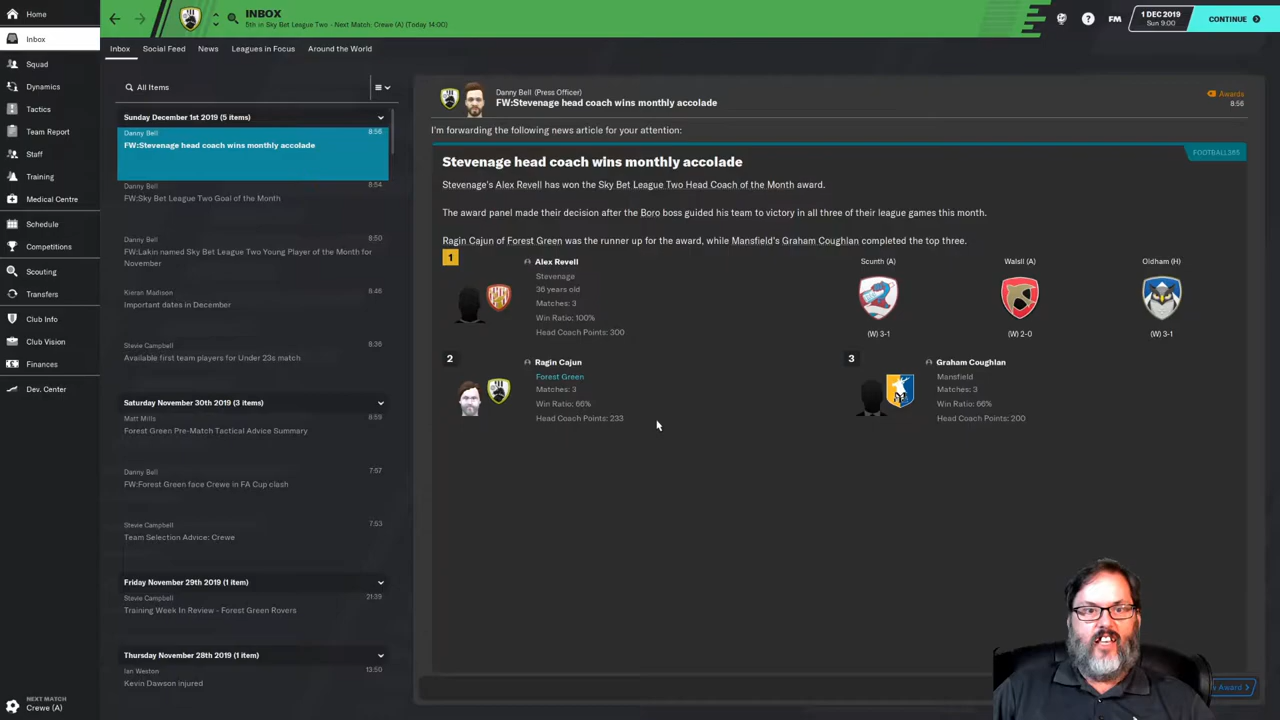 Home
Inbox
Squad
Dynamics
Tactics
Team Report
Staff
Training
Medical Centre
Schedule
Competitions
Scouting
Transfers
Club Info
Club Vision
Finances
Dev. Center
NEXT MATCH
Crewe (A)
INBOX
5th in Sky Bet League Two - Next Match: Crewe (A) (Today 14:00)
FM
1 DEC 2019
Sun 9:00
CONTINUE
Inbox Social Feed News Leagues in Focus Around the World
All Items
Sunday December 1st 2019 (5 items)
Danny Bell 8:56
FW:Stevenage head coach wins monthly accolade
Danny Bell 8:54
FW:Sky Bet League Two Goal of the Month
Danny Bell 8:50
FW:Lakin named Sky Bet League Two Young Player of the Month for
November
Kieran Madison 8:46
Important dates in December
Stevie Campbell 8:36
Available first team players for Under 23s match
Saturday November 30th 2019 (3 items)
Matt Mills 8:59
Forest Green Pre-Match Tactical Advice Summary
Danny Bell 7:57
FW:Forest Green face Crewe in FA Cup clash
Stevie Campbell 7:53
Team Selection Advice: Crewe
Friday November 29th 2019 (1 item)
Stevie Campbell 21:39
Training Week In Review - Forest Green Rovers
Thursday November 28th 2019 (1 item)
Ian Weston 13:50
Kevin Dawson injured
Danny Bell (Press Officer)
FW:Stevenage head coach wins monthly accolade
Awards
8:56
I'm forwarding the following news article for your attention:
FOOTBALL365
Stevenage head coach wins monthly accolade
Stevenage's Alex Revell has won the Sky Bet League Two Head Coach of the Month award.
The award panel made their decision after the Boro boss guided his team to victory in all three of their league games this month.
Ragin Cajun of Forest Green was the runner up for the award, while Mansfield's Graham Coughlan completed the top three.
1
Alex Revell
Stevenage
36 years old
Matches: 3
Win Ratio: 100%
Head Coach Points: 300
Scunth (A) Walsll (A) Oldham (H)
(W) 3-1 (W) 2-0 (W) 3-1
2
Ragin Cajun
Forest Green
Matches: 3
Win Ratio: 66%
Head Coach Points: 233
3
Graham Coughlan
Mansfield
Matches: 3
Win Ratio: 66%
Head Coach Points: 200
Award